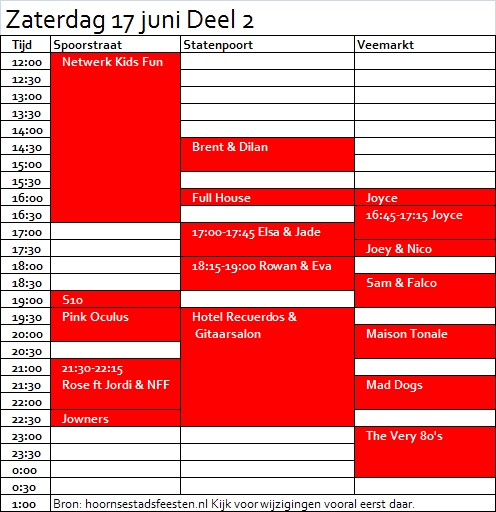 Zaterdag 17 juni Deel 2
Tijd Spoorstraat Statenpoort Veemarkt
12:00 Netwerk Kids Fun
12:30
13:00
13:30
14:00
14:30 Brent & Dilan
15:00
15:30
16:00 Full House Joyce
16:30 16:45-17:15 Joyce
17:00 17:00-17:45 Elsa & Jade
17:30 Joey & Nico
18:00 18:15-19:00 Rowan & Eva
18:30 Sam & Falco
19:00 S10
19:30 Pink Oculus Hotel Recuerdos &
20:00 Gitaarsalon Maison Tonale
20:30
21:00 21:30-22:15
21:30 Rose ft Jordi & NFF Mad Dogs
22:00
22:30 Jowners
23:00 The Very 80's
23:30
0:00
0:30
1:00 Bron: hoornsestadsfeesten.nl Kijk voor wijzigingen vooral eerst daar.